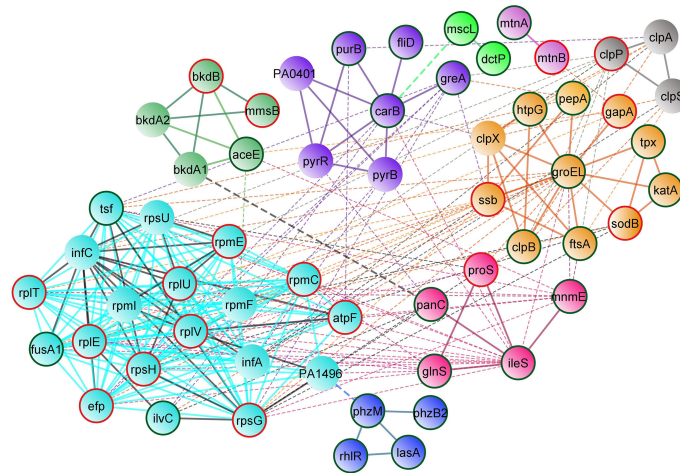 mtnA
mscL
clpA
purB
fliD
dctP
mtnB
clpP
bkdB
PA0401
greA
clpS
mmsB
carB
htpG
pepA
gapA
bkdA2
aceE
clpX
tpx
pyrR
groEL
bkdA1
pyrB
katA
ssb
tsf
rpsU
sodB
rpmE
clpB
ftsA
infC
proS
rplT
rplU
rpmC
rpmI
rpmF
panC
mnmE
atpF
rplV
fusA1
rplE
infA
ileS
rpsH
PA1496
glnS
efp
ilvC
rpsG
phzM
phzB2
rhlR
lasA